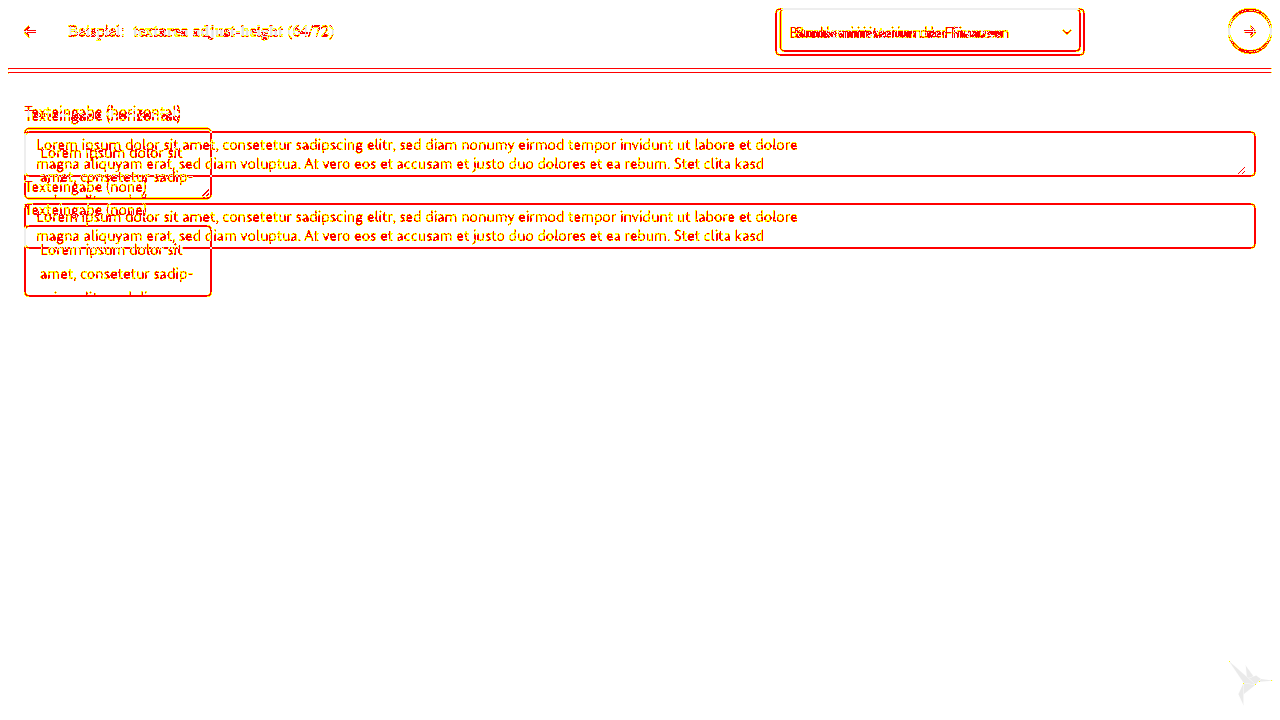 Beispiel: textarea adjust-height (64/72)
Texteingabe (horizontal)
Lorem ipsum dolor sit amet, consetetur sadipscing elitr, sed diam nonumy eirmod tempor invidunt ut labore et dolore
magna aliquyam erat, sed diam voluptua. At vero eos et accusam et justo duo dolores et ea rebum. Stet clita kasd
Lorem ipsum dolor sit
amet, consetetur sadip-
Texteingabe (none)
Texteingabe (none)
Lorem ipsum dolor sit amet, consetetur sadipscing elitr, sed diam nonumy eirmod tempor invidunt ut labore et dolore
magna aliquyam erat, sed diam voluptua. At vero eos et accusam et justo duo dolores et ea rebum. Stet clita kasd
Lorem ipsum dolor sit
amet, consetetur sadip-